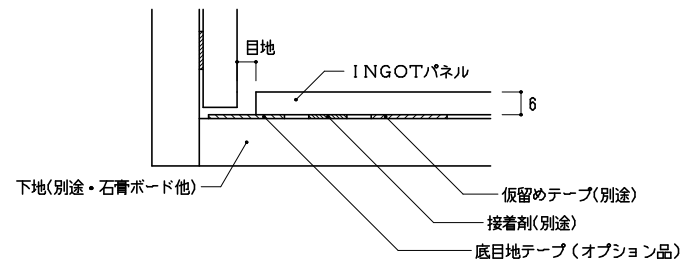 目地
INGOTパネル
6
下地(別途・石膏ボード他)
仮留めテープ(別途)
接着剤(別途)
底目地テープ(オプション品)